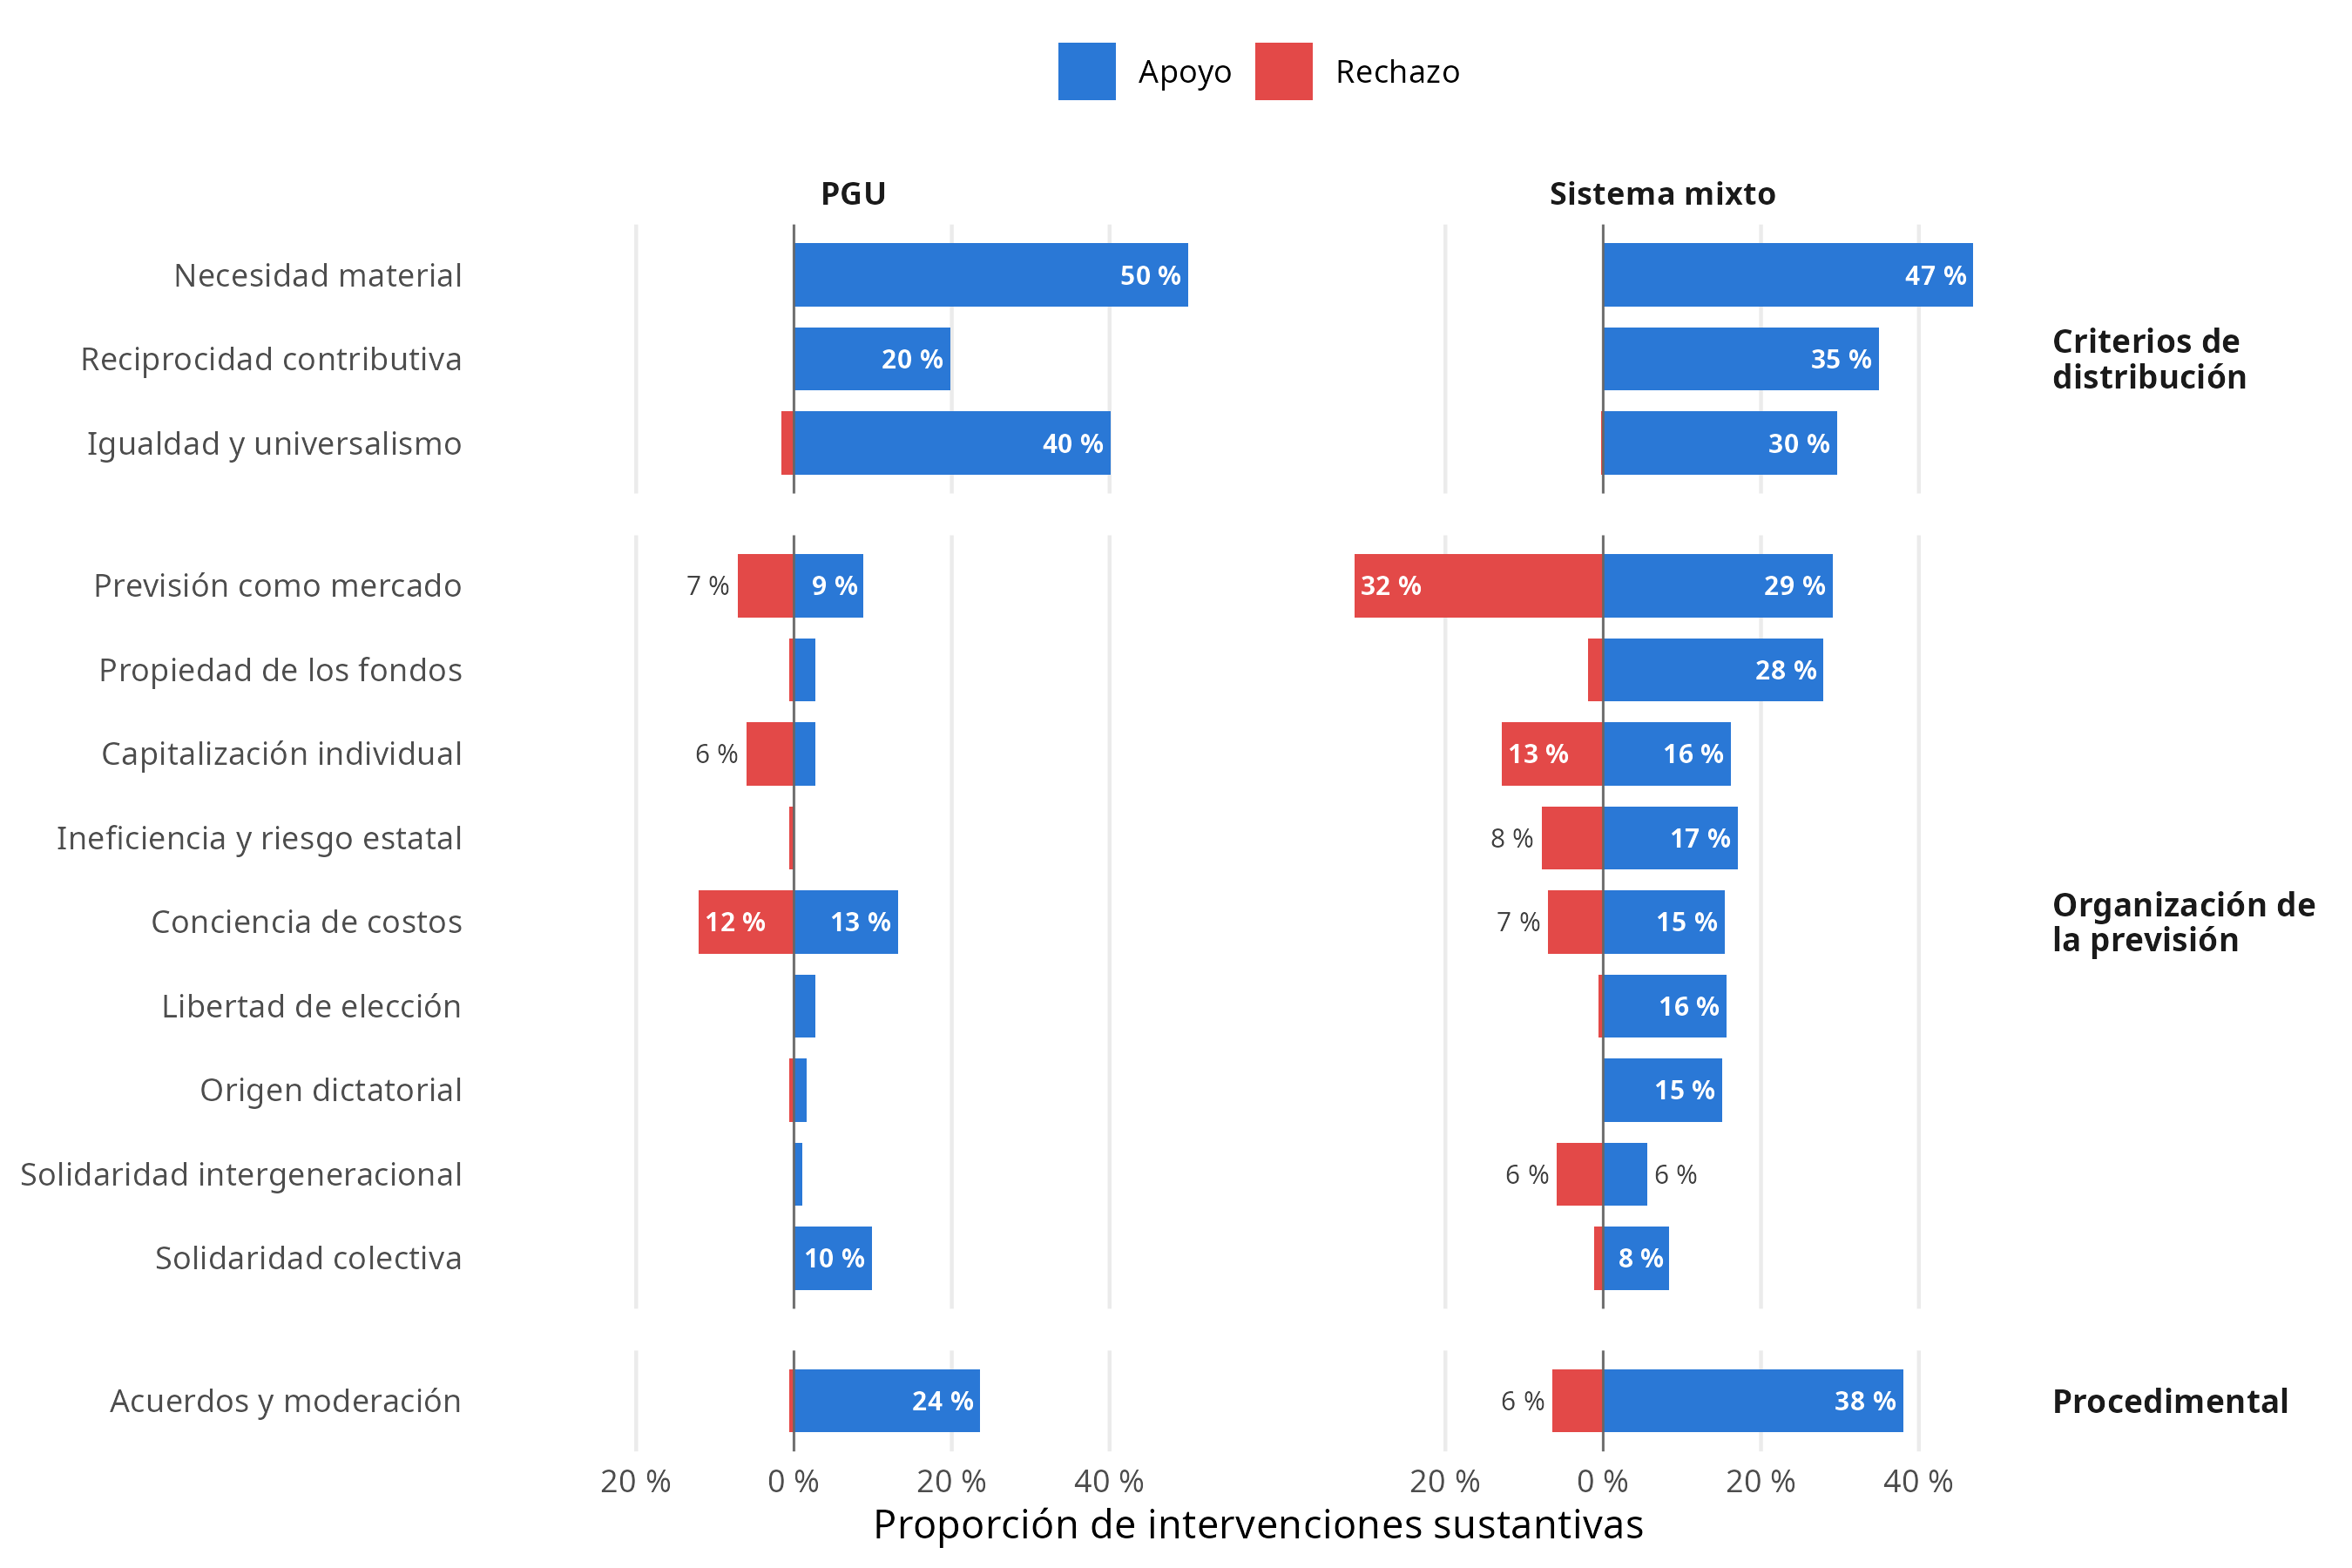 Apoyo Rechazo
PGU Sistema mixto
Necesidad material 50 % 47 %
Reciprocidad contributiva 20 % 35 %
Igualdad y universalismo 40 % 30 %
Criterios de
distribución
Previsión como mercado 7 % 9 % 32 % 29 %
Propiedad de los fondos 28 %
Capitalización individual 6 % 13 % 16 %
Ineficiencia y riesgo estatal 8 % 17 %
Conciencia de costos 12 % 13 % 7 % 15 %
Libertad de elección 16 %
Origen dictatorial 15 %
Solidaridad intergeneracional 6 % 6 %
Solidaridad colectiva 10 % 8 %
Organización de
la previsión
Acuerdos y moderación 24 % 6 % 38 %
Procedimental
20 % 0 % 20 % 40 % 20 % 0 % 20 % 40 %
Proporción de intervenciones sustantivas